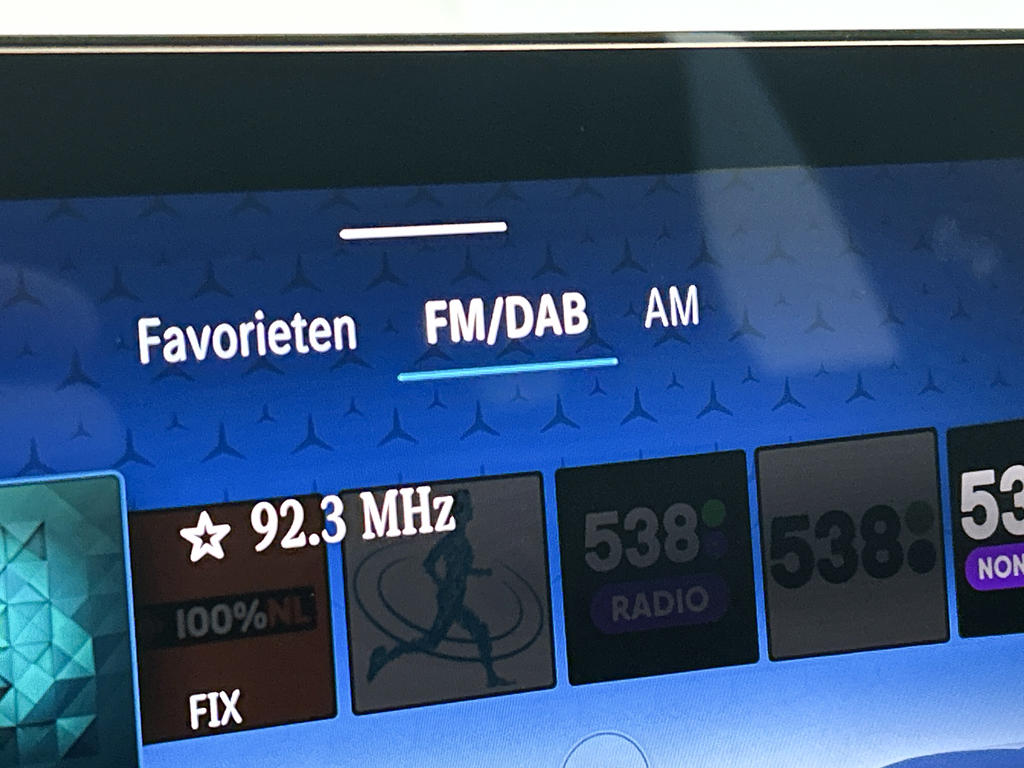 Favorieten FM/DAB AM
92.3 MHz
100%NL
538
RADIO
538
53
NON
FIX